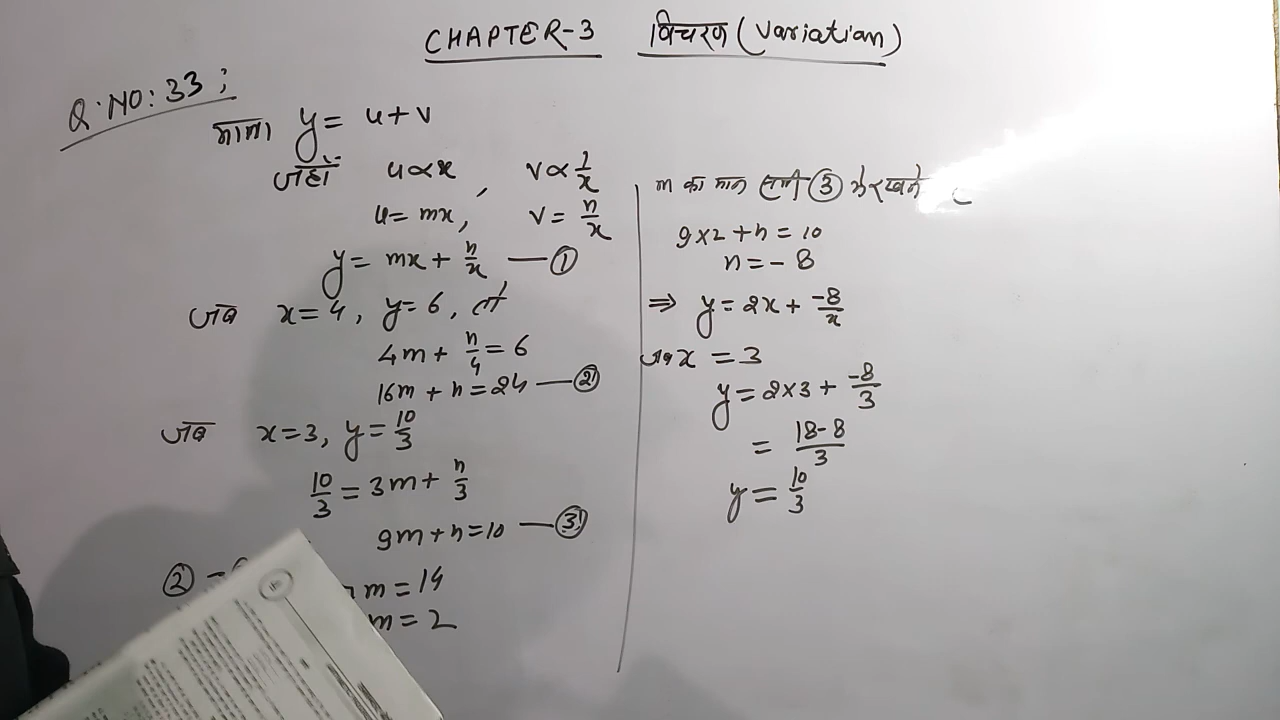 CHAPTER-3 विचरण (Variation)
Q.NO:33;
माना y = u+v
जहाँ u∝x, v∝1/x
u= mx, v= n/x
y= mx + n/x —①
जब x=4, y=6, तो
4m + n/4 = 6
16m + n = 24 —②
जब x=3, y= 10/3
10/3 = 3m + n/3
9m+n=10 —③
② -
m = 14
m = 2
m का मान समी ③ में रखने
9×2 + n = 10
n = - 8
⇒ y = 2x + -8/x
जब x = 3
y = 2×3 + -8/3
= 18-8/3
y = 10/3